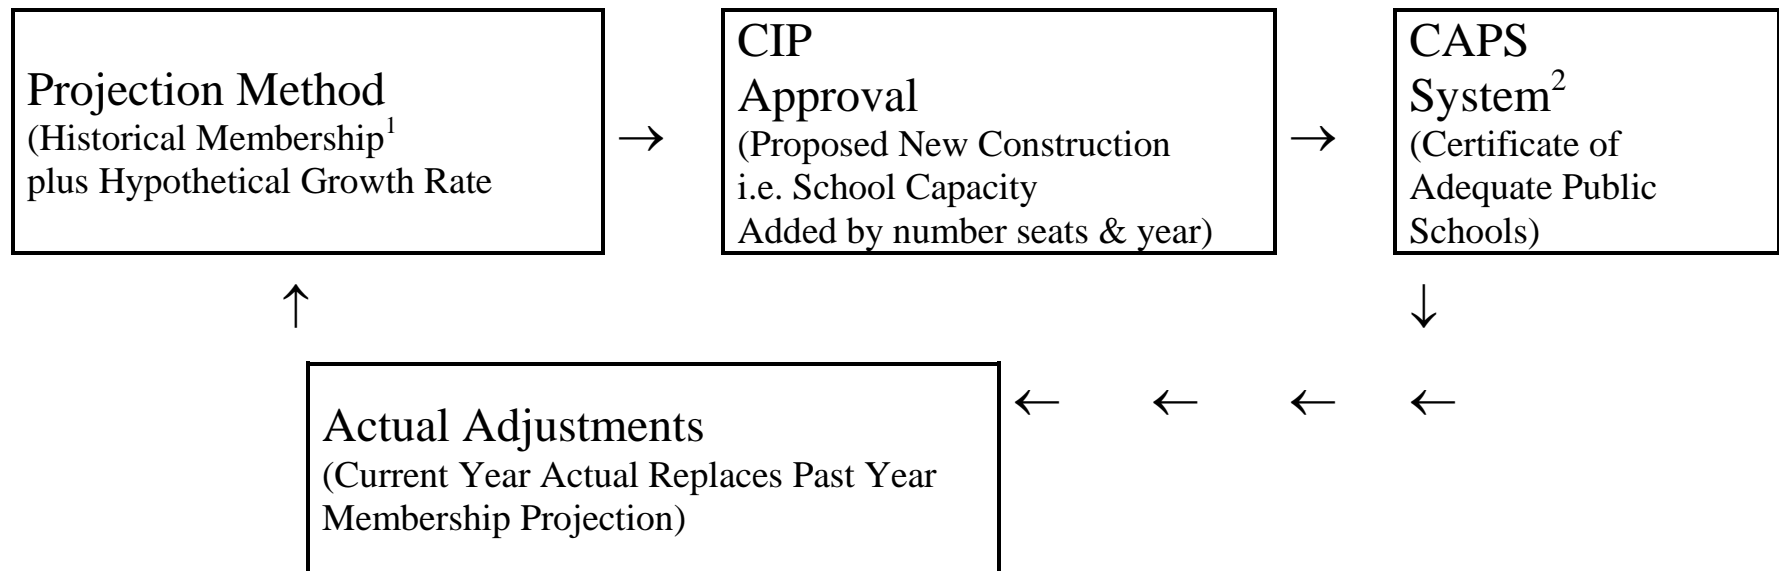 Projection Method
(Historical Membership¹
plus Hypothetical Growth Rate
→
CIP
Approval
(Proposed New Construction
i.e. School Capacity
Added by number seats & year)
→
CAPS
System²
(Certificate of
Adequate Public
Schools)
↑
↓
Actual Adjustments
(Current Year Actual Replaces Past Year
Membership Projection)
← ← ← ←